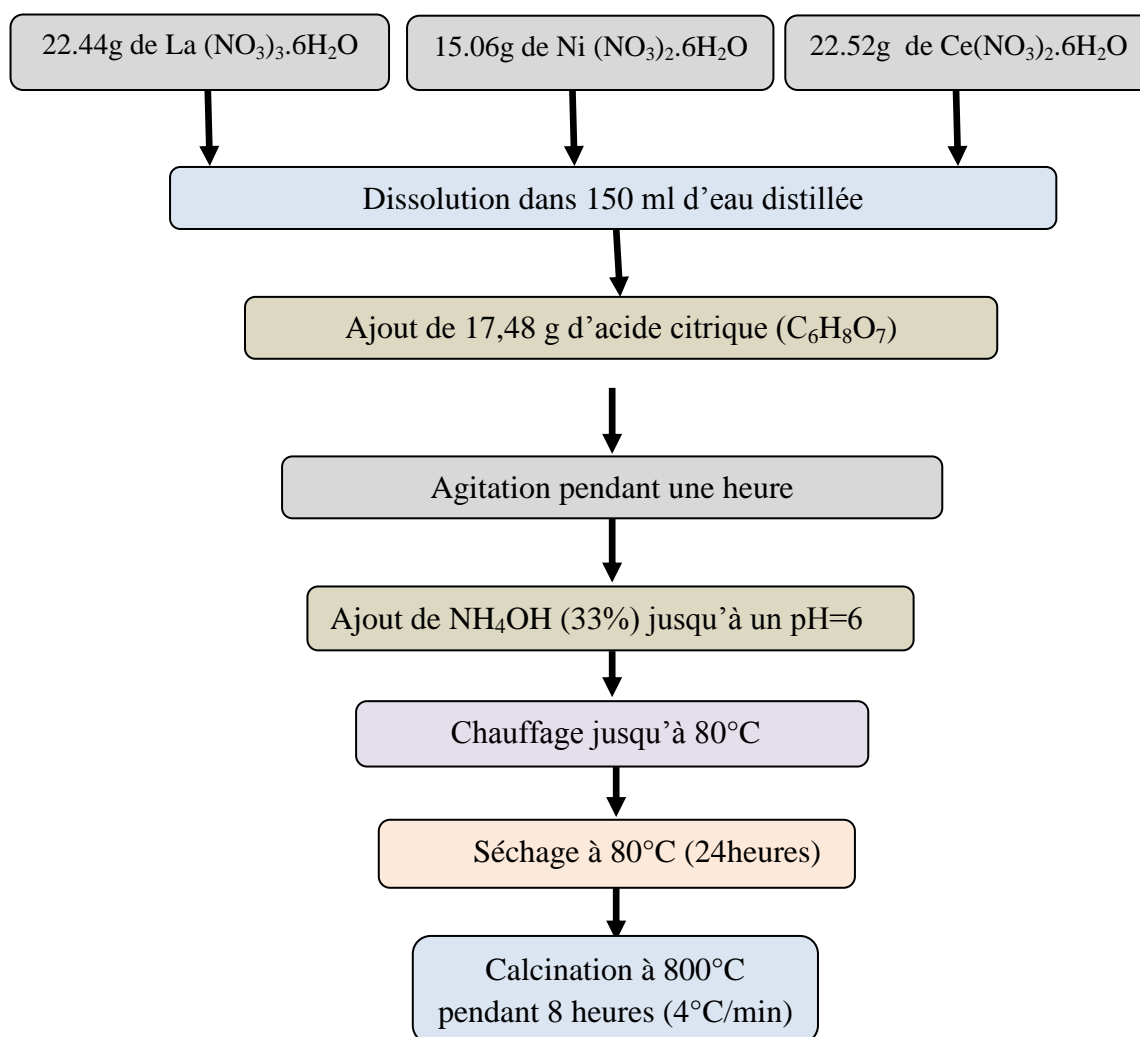 22.44g de La (NO₃)₃.6H₂O
15.06g de Ni (NO₃)₂.6H₂O
22.52g de Ce(NO₃)₂.6H₂O
Dissolution dans 150 ml d’eau distillée
Ajout de 17,48 g d’acide citrique (C₆H₈O₇)
Agitation pendant une heure
Ajout de NH₄OH (33%) jusqu’à un pH=6
Chauffage jusqu’à 80°C
Séchage à 80°C (24heures)
Calcination à 800°C
pendant 8 heures (4°C/min)